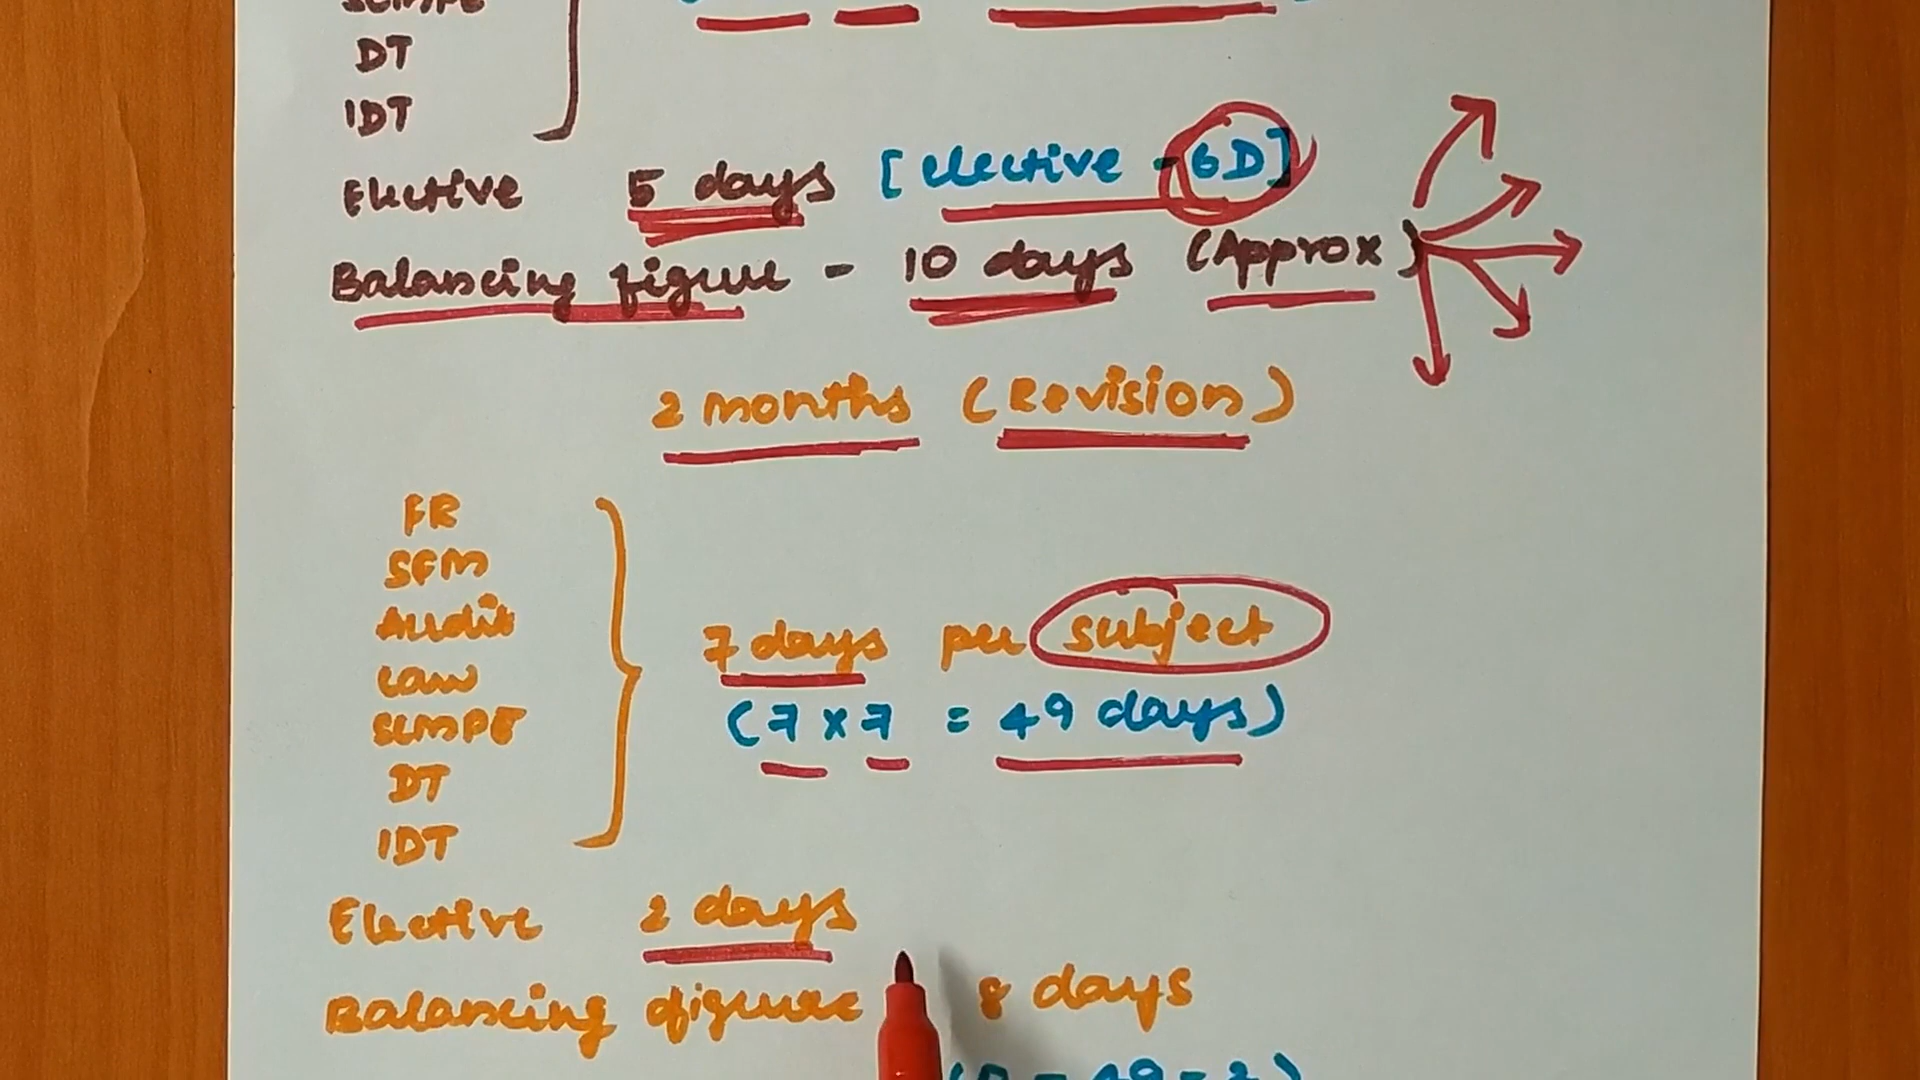 DT
IDT
Elective 5 days [elective - 6D]
Balancing figure - 10 days (Approx)
2 months (Revision)
FR
SFM
Audit
Law
SCMPE
DT
IDT
7 days per subject
(7 x 7 = 49 days)
Elective 2 days
Balancing figure 8 days